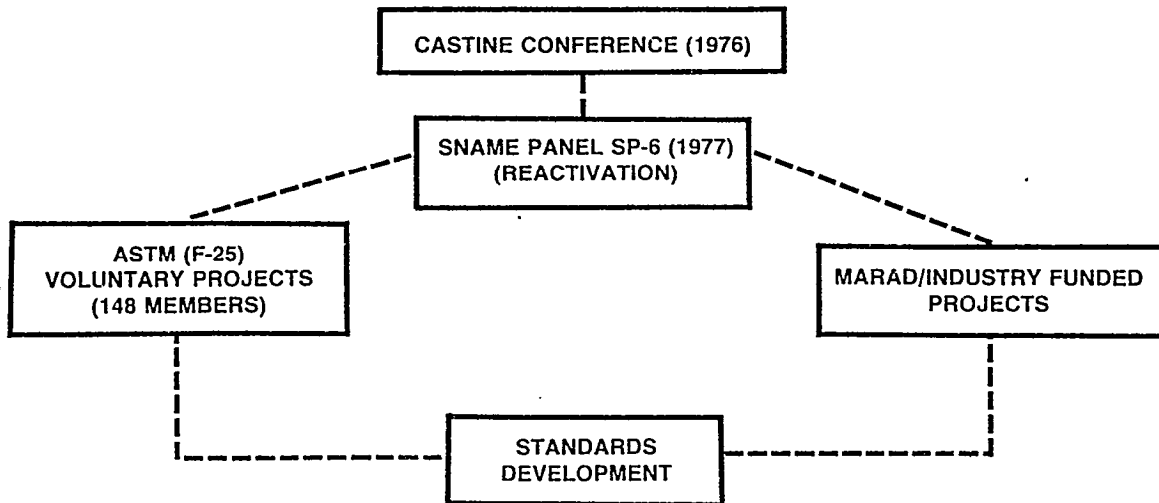 CASTINE CONFERENCE (1976)
SNAME PANEL SP-6 (1977)
(REACTIVATION)
ASTM (F-25)
VOLUNTARY PROJECTS
(148 MEMBERS)
MARAD/INDUSTRY FUNDED
PROJECTS
STANDARDS
DEVELOPMENT